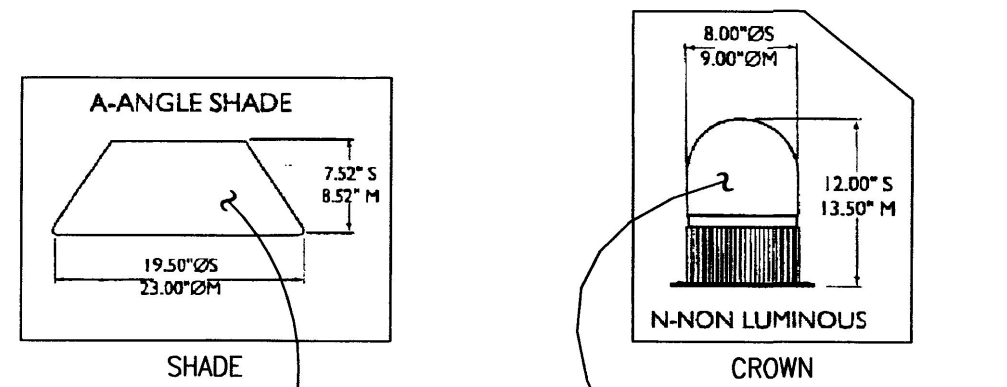 A-ANGLE SHADE
7.52" S
8.52" M
19.50"ØS
23.00"ØM
SHADE
8.00"ØS
9.00"ØM
12.00" S
13.50" M
N-NON LUMINOUS
CROWN